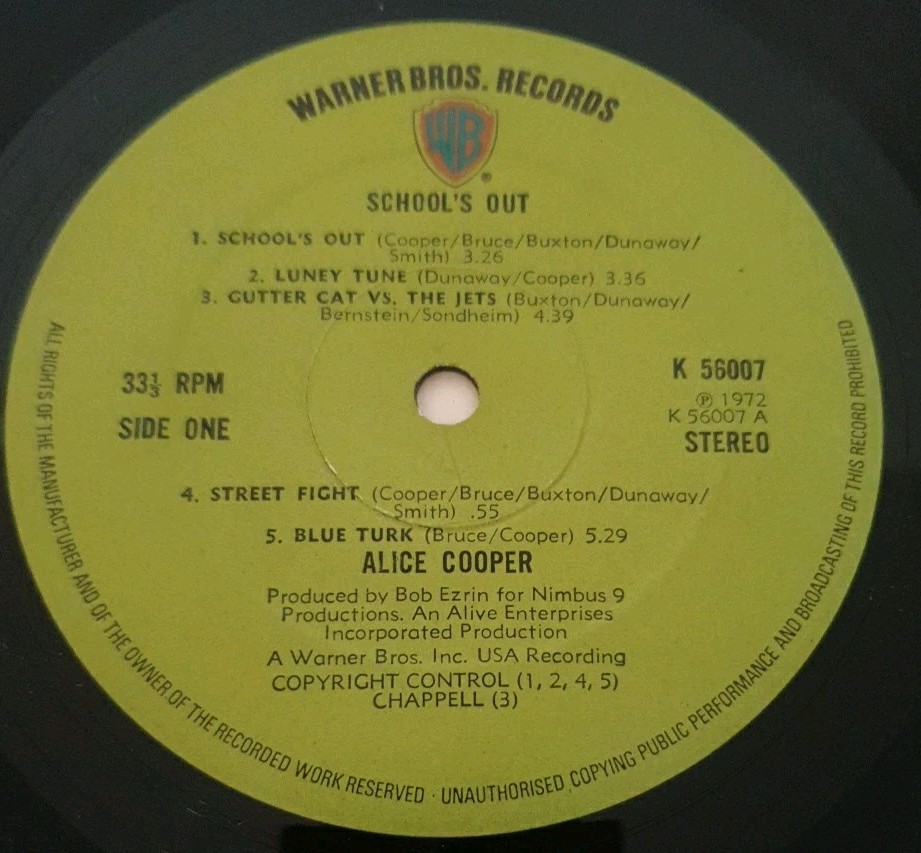 WARNER BROS. RECORDS
WB
®
SCHOOL'S OUT
1. SCHOOL'S OUT (Cooper/Bruce/Buxton/Dunaway/
Smith) 3.26
2. LUNEY TUNE (Dunaway/Cooper) 3.36
3. GUTTER CAT VS. THE JETS (Buxton/Dunaway/
Bernstein/Sondheim) 4.39
33⅓ RPM
SIDE ONE
K 56007
℗ 1972
K 56007 A
STEREO
4. STREET FIGHT (Cooper/Bruce/Buxton/Dunaway/
Smith) .55
5. BLUE TURK (Bruce/Cooper) 5.29
ALICE COOPER
Produced by Bob Ezrin for Nimbus 9
Productions. An Alive Enterprises
Incorporated Production
A Warner Bros. Inc. USA Recording
COPYRIGHT CONTROL (1, 2, 4, 5)
CHAPPELL (3)
ALL RIGHTS OF THE MANUFACTURER AND OF THE OWNER OF THE RECORDED WORK RESERVED · UNAUTHORISED COPYING PUBLIC PERFORMANCE AND BROADCASTING OF THIS RECORD PROHIBITED